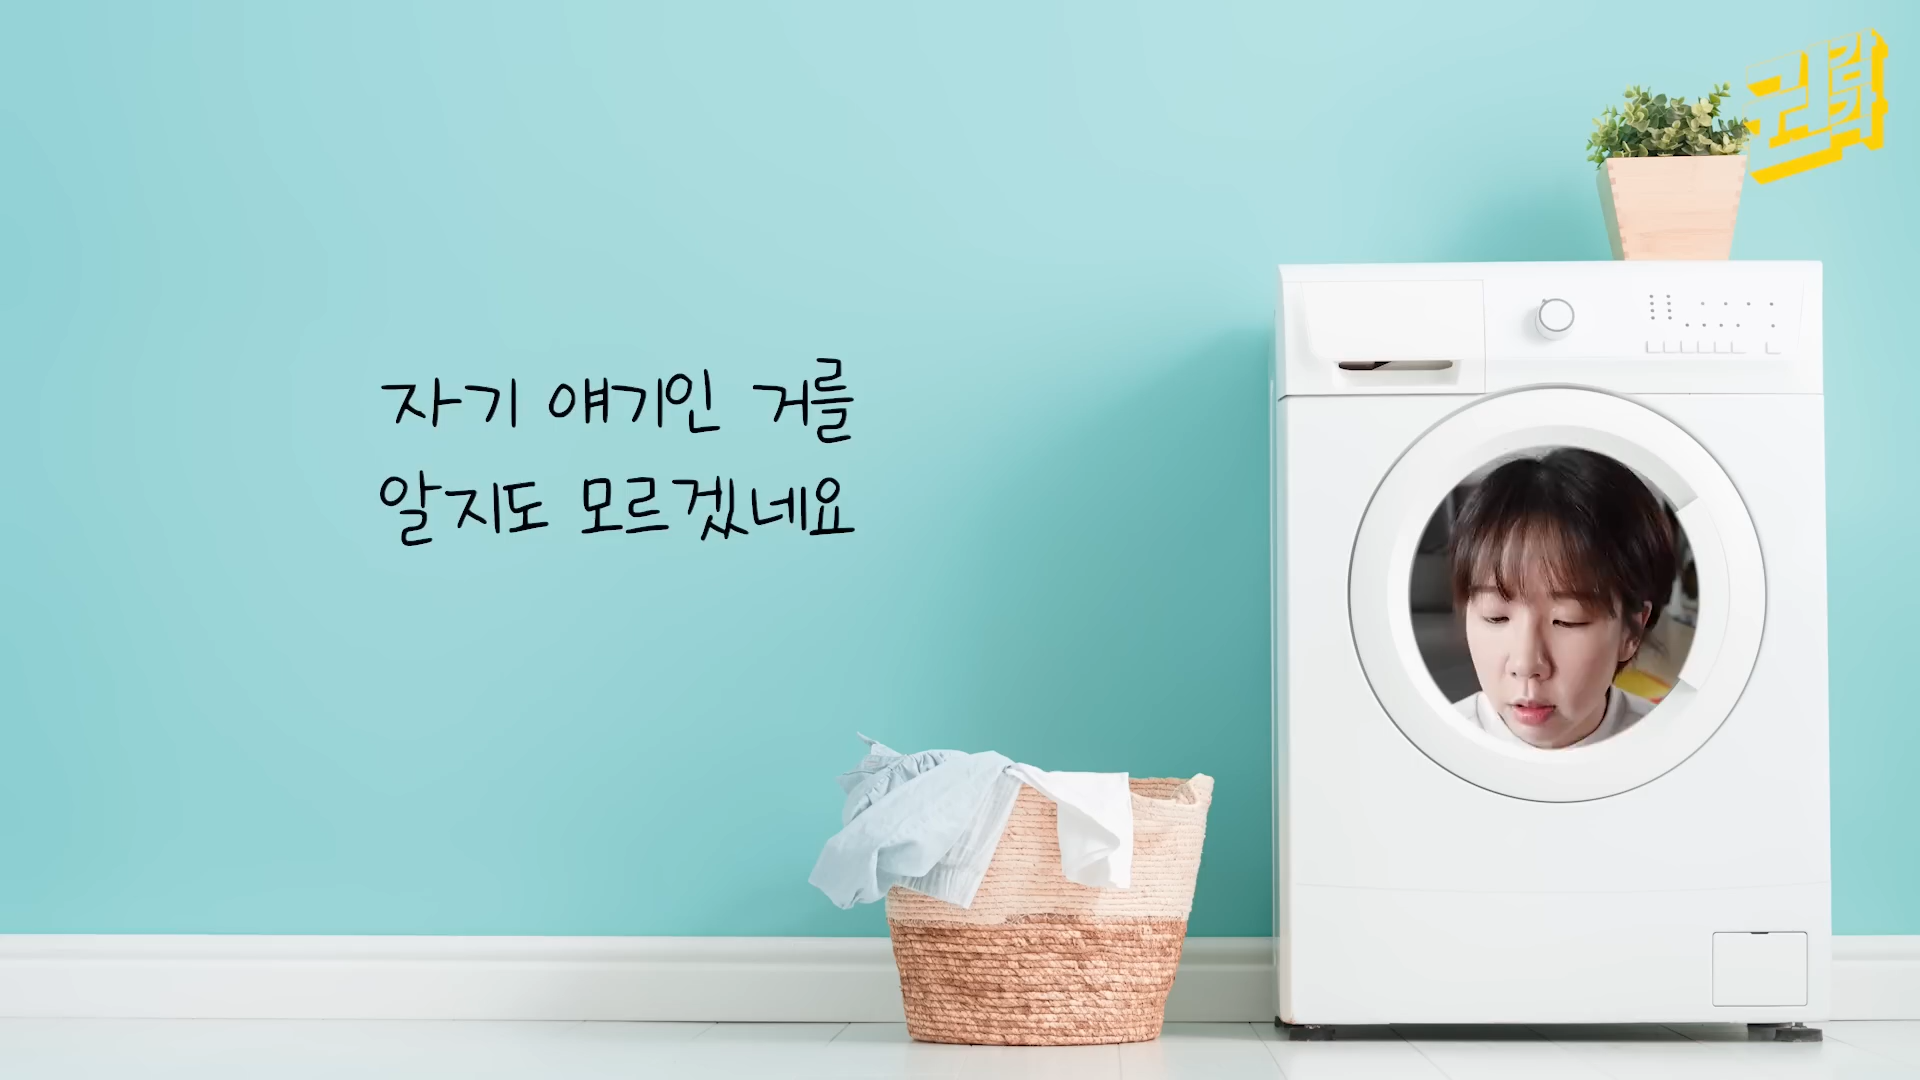 자기 얘기인 거를
알지도 모르겠네요